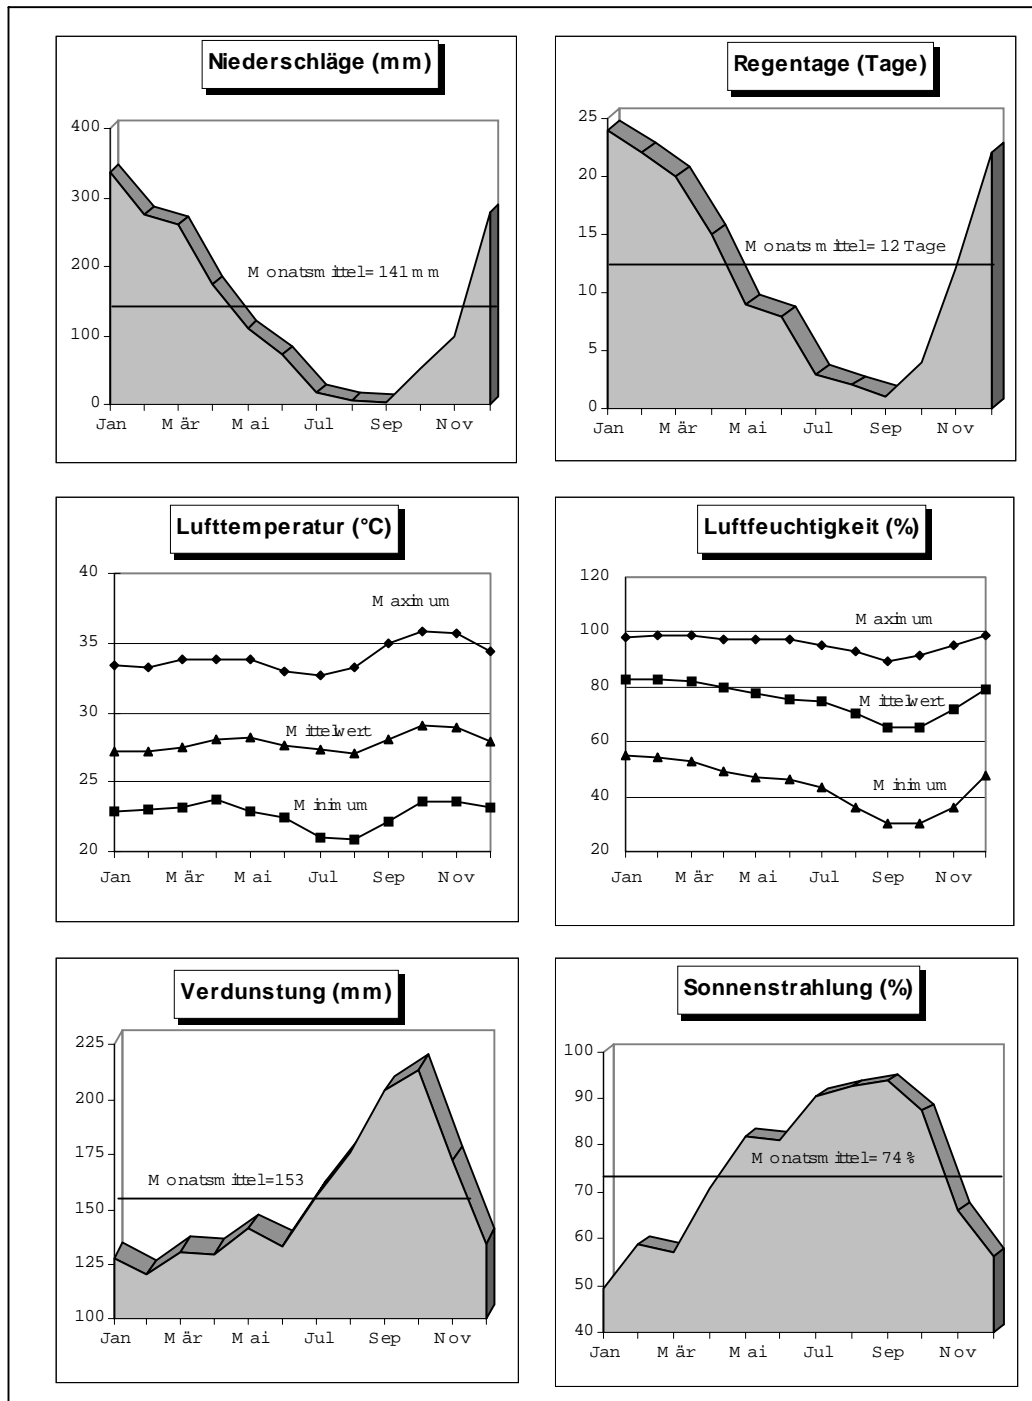 Niederschläge (mm)
400
300
200
100
0
Monatsmittel= 141 mm
Jan Mär Mai Jul Sep Nov
Regentage (Tage)
25
20
15
10
5
0
Monatsmittel= 12 Tage
Jan Mär Mai Jul Sep Nov
Lufttemperatur (°C)
40
35
30
25
20
Maximum
Mittelwert
Minimum
Jan Mär Mai Jul Sep Nov
Luftfeuchtigkeit (%)
120
100
80
60
40
20
Maximum
Mittelwert
Minimum
Jan Mär Mai Jul Sep Nov
Verdunstung (mm)
225
200
175
150
125
100
Monatsmittel=153
Jan Mär Mai Jul Sep Nov
Sonnenstrahlung (%)
100
90
80
70
60
50
40
Monatsmittel= 74 %
Jan Mär Mai Jul Sep Nov